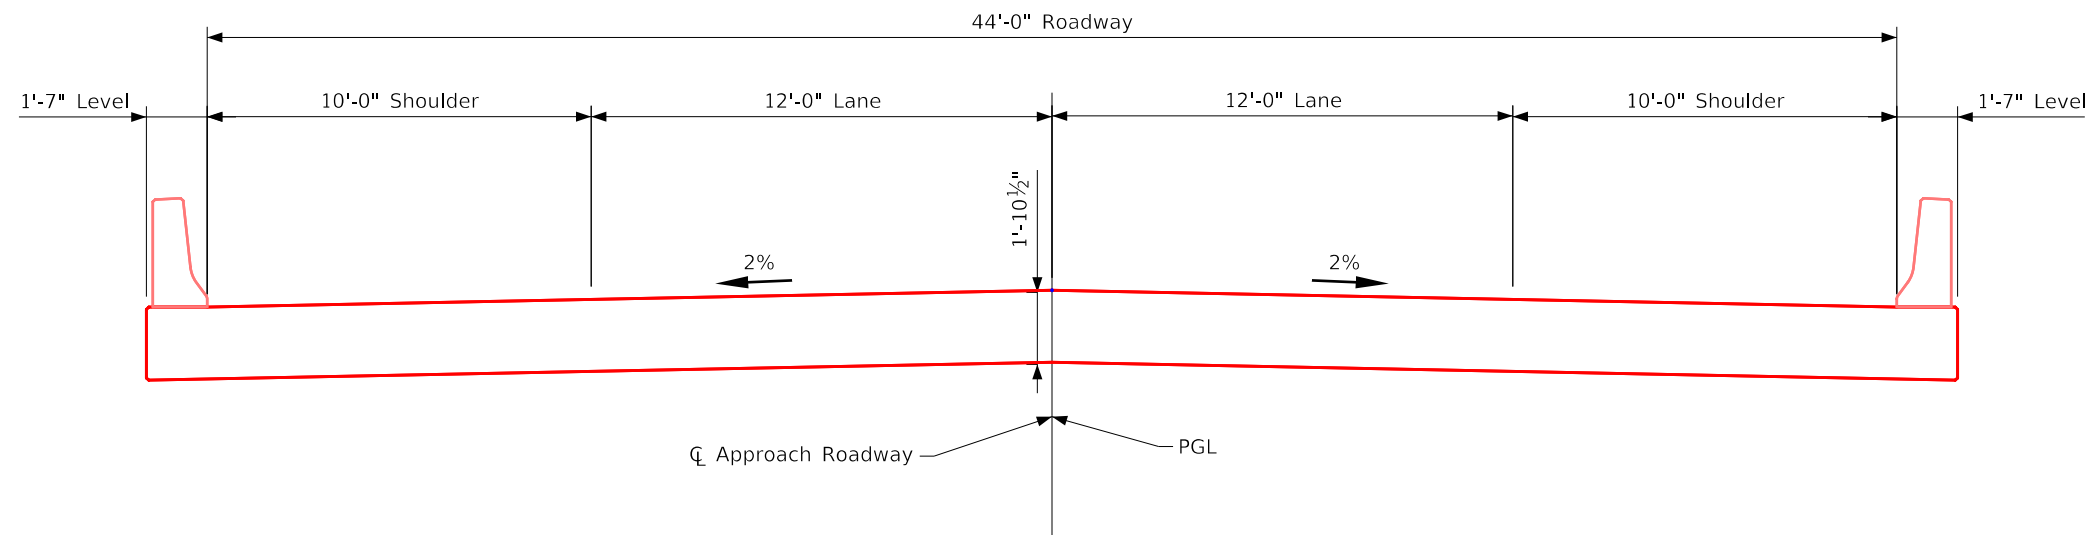 44'-0" Roadway
1'-7" Level
10'-0" Shoulder
12'-0" Lane
12'-0" Lane
10'-0" Shoulder
1'-7" Level
1'-10½"
2%
2%
℄ Approach Roadway
PGL